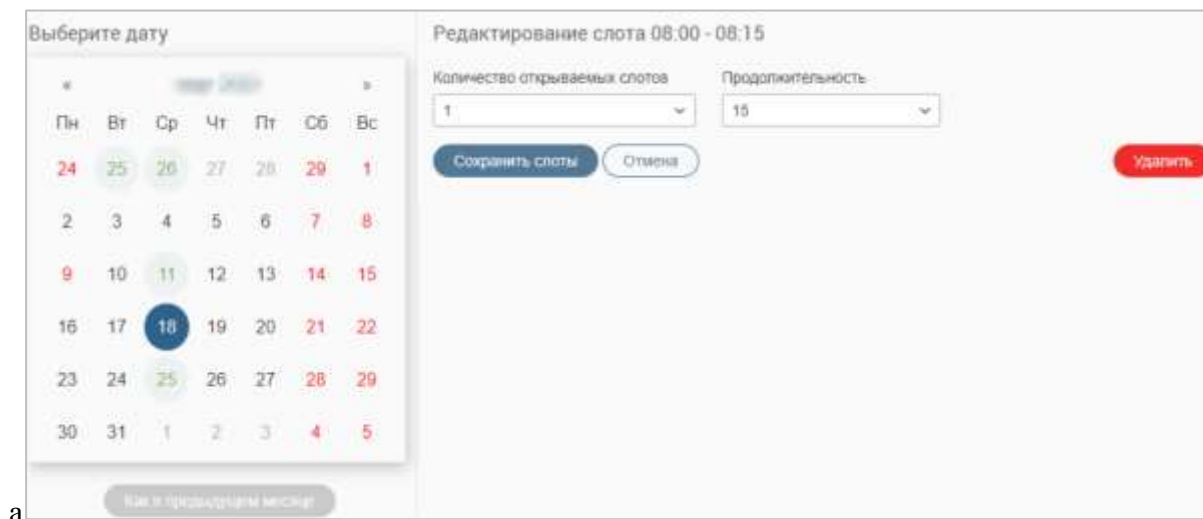 Выберите дату
« »
Пн Вт Ср Чт Пт Сб Вс
24 25 26 27 28 29 1
2 3 4 5 6 7 8
9 10 11 12 13 14 15
16 17 18 19 20 21 22
23 24 25 26 27 28 29
30 31 1 2 3 4 5
Как в предыдущем месяце
Редактирование слота 08:00 - 08:15
Количество открываемых слотов Продолжительность
1 15
Сохранить слоты Отмена Удалить
а